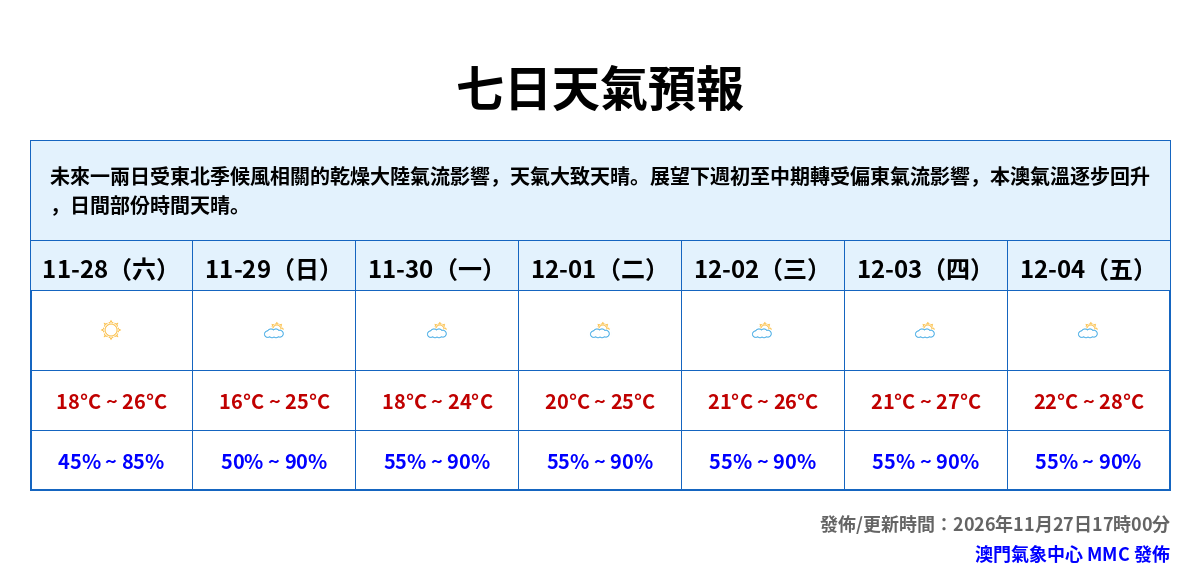 七日天氣預報
未來一兩日受東北季候風相關的乾燥大陸氣流影響，天氣大致天晴。展望下週初至中期轉受偏東氣流影響，本澳氣溫逐步回升
，日間部份時間天晴。
11-28（六） 11-29（日） 11-30（一） 12-01（二） 12-02（三） 12-03（四） 12-04（五）
18°C ~ 26°C 16°C ~ 25°C 18°C ~ 24°C 20°C ~ 25°C 21°C ~ 26°C 21°C ~ 27°C 22°C ~ 28°C
45% ~ 85% 50% ~ 90% 55% ~ 90% 55% ~ 90% 55% ~ 90% 55% ~ 90% 55% ~ 90%
發佈/更新時間：2026年11月27日17時00分
澳門氣象中心 MMC 發佈